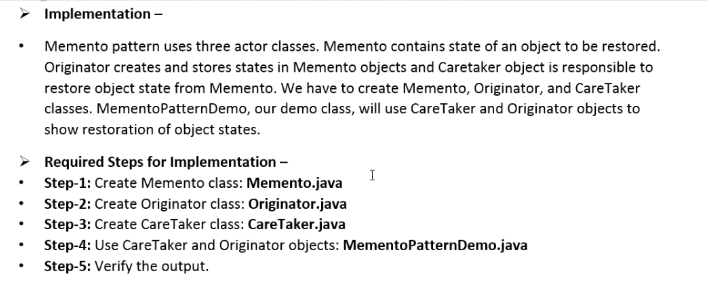 ➢ Implementation –
• Memento pattern uses three actor classes. Memento contains state of an object to be restored.
Originator creates and stores states in Memento objects and Caretaker object is responsible to
restore object state from Memento. We have to create Memento, Originator, and CareTaker
classes. MementoPatternDemo, our demo class, will use CareTaker and Originator objects to
show restoration of object states.
➢ Required Steps for Implementation –
• Step-1: Create Memento class: Memento.java
• Step-2: Create Originator class: Originator.java
• Step-3: Create CareTaker class: CareTaker.java
• Step-4: Use CareTaker and Originator objects: MementoPatternDemo.java
• Step-5: Verify the output.